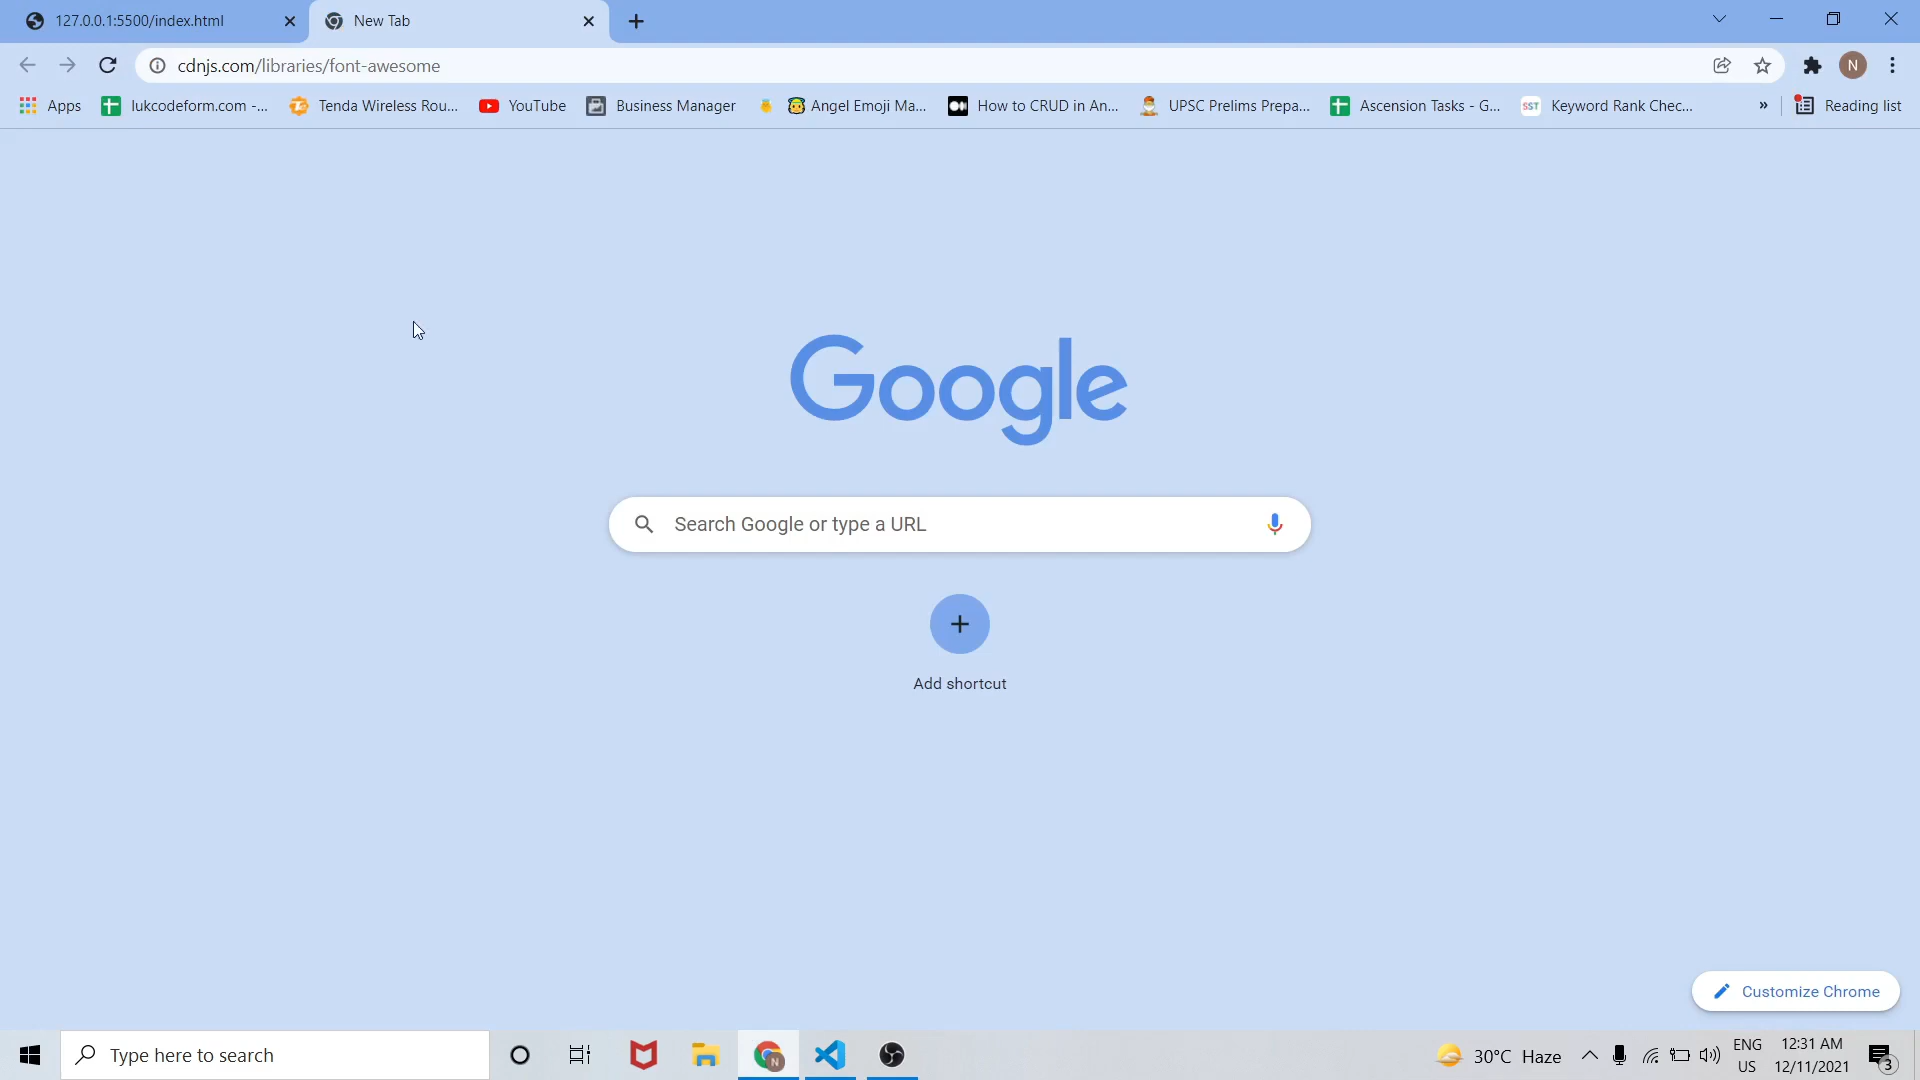 127.0.0.1:5500/index.html
New Tab
cdnjs.com/libraries/font-awesome
N
Apps
lukcodeform.com -...
Tenda Wireless Rou...
YouTube
Business Manager
Angel Emoji Ma...
How to CRUD in An...
UPSC Prelims Prepa...
Ascension Tasks - G...
SST
Keyword Rank Chec...
»
Reading list
Google
Search Google or type a URL
Add shortcut
Customize Chrome
Type here to search
N
30°C Haze
ENG
US
12:31 AM
12/11/2021
3